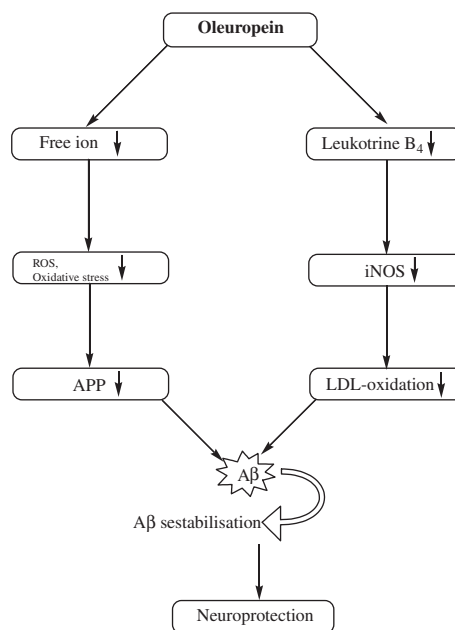 Oleuropein
Free ion
Leukotrine B₄
ROS,
Oxidative stress
iNOS
APP
LDL-oxidation
Aβ
Aβ sestabilisation
Neuroprotection